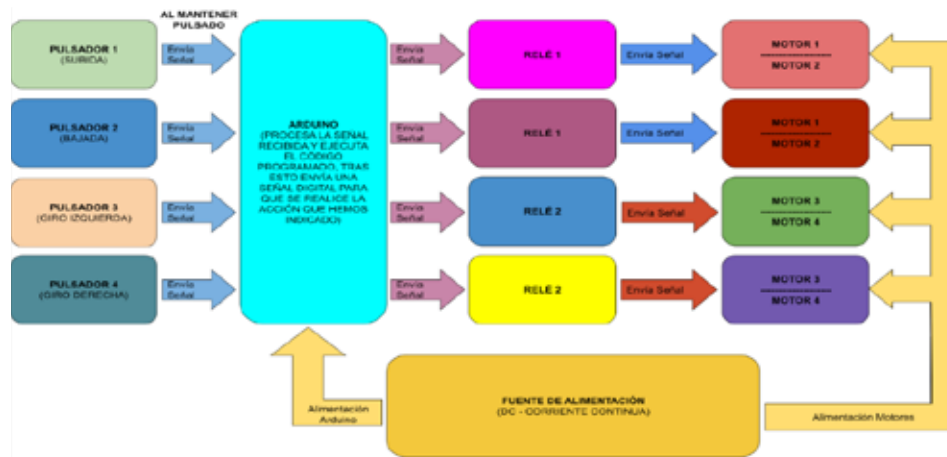 AL MANTENER
PULSADO
PULSADOR 1
(SUBIDA)
Envía
Señal
Envía
Señal
RELÉ 1
Envía Señal
MOTOR 1
MOTOR 2
PULSADOR 2
(BAJADA)
Envía
Señal
ARDUINO
(PROCESA LA SEÑAL
RECIBIDA Y EJECUTA
EL CÓDIGO
PROGRAMADO, TRAS
ESTO ENVÍA UNA
SEÑAL DIGITAL PARA
QUE SE REALICE LA
ACCIÓN QUE HEMOS
INDICADO)
Envía
Señal
RELÉ 1
Envía Señal
MOTOR 1
MOTOR 2
PULSADOR 3
(GIRO IZQUIERDA)
Envía
Señal
Envía
Señal
RELÉ 2
Envía Señal
MOTOR 3
MOTOR 4
PULSADOR 4
(GIRO DERECHA)
Envía
Señal
Envía
Señal
RELÉ 2
Envía Señal
MOTOR 3
MOTOR 4
Alimentación
Arduino
FUENTE DE ALIMENTACIÓN
(DC - CORRIENTE CONTINUA)
Alimentación Motores